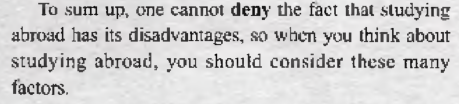 To sum up, one cannot deny the fact that studying
abroad has its disadvantages, so when you think about
studying abroad, you should consider these many
factors.